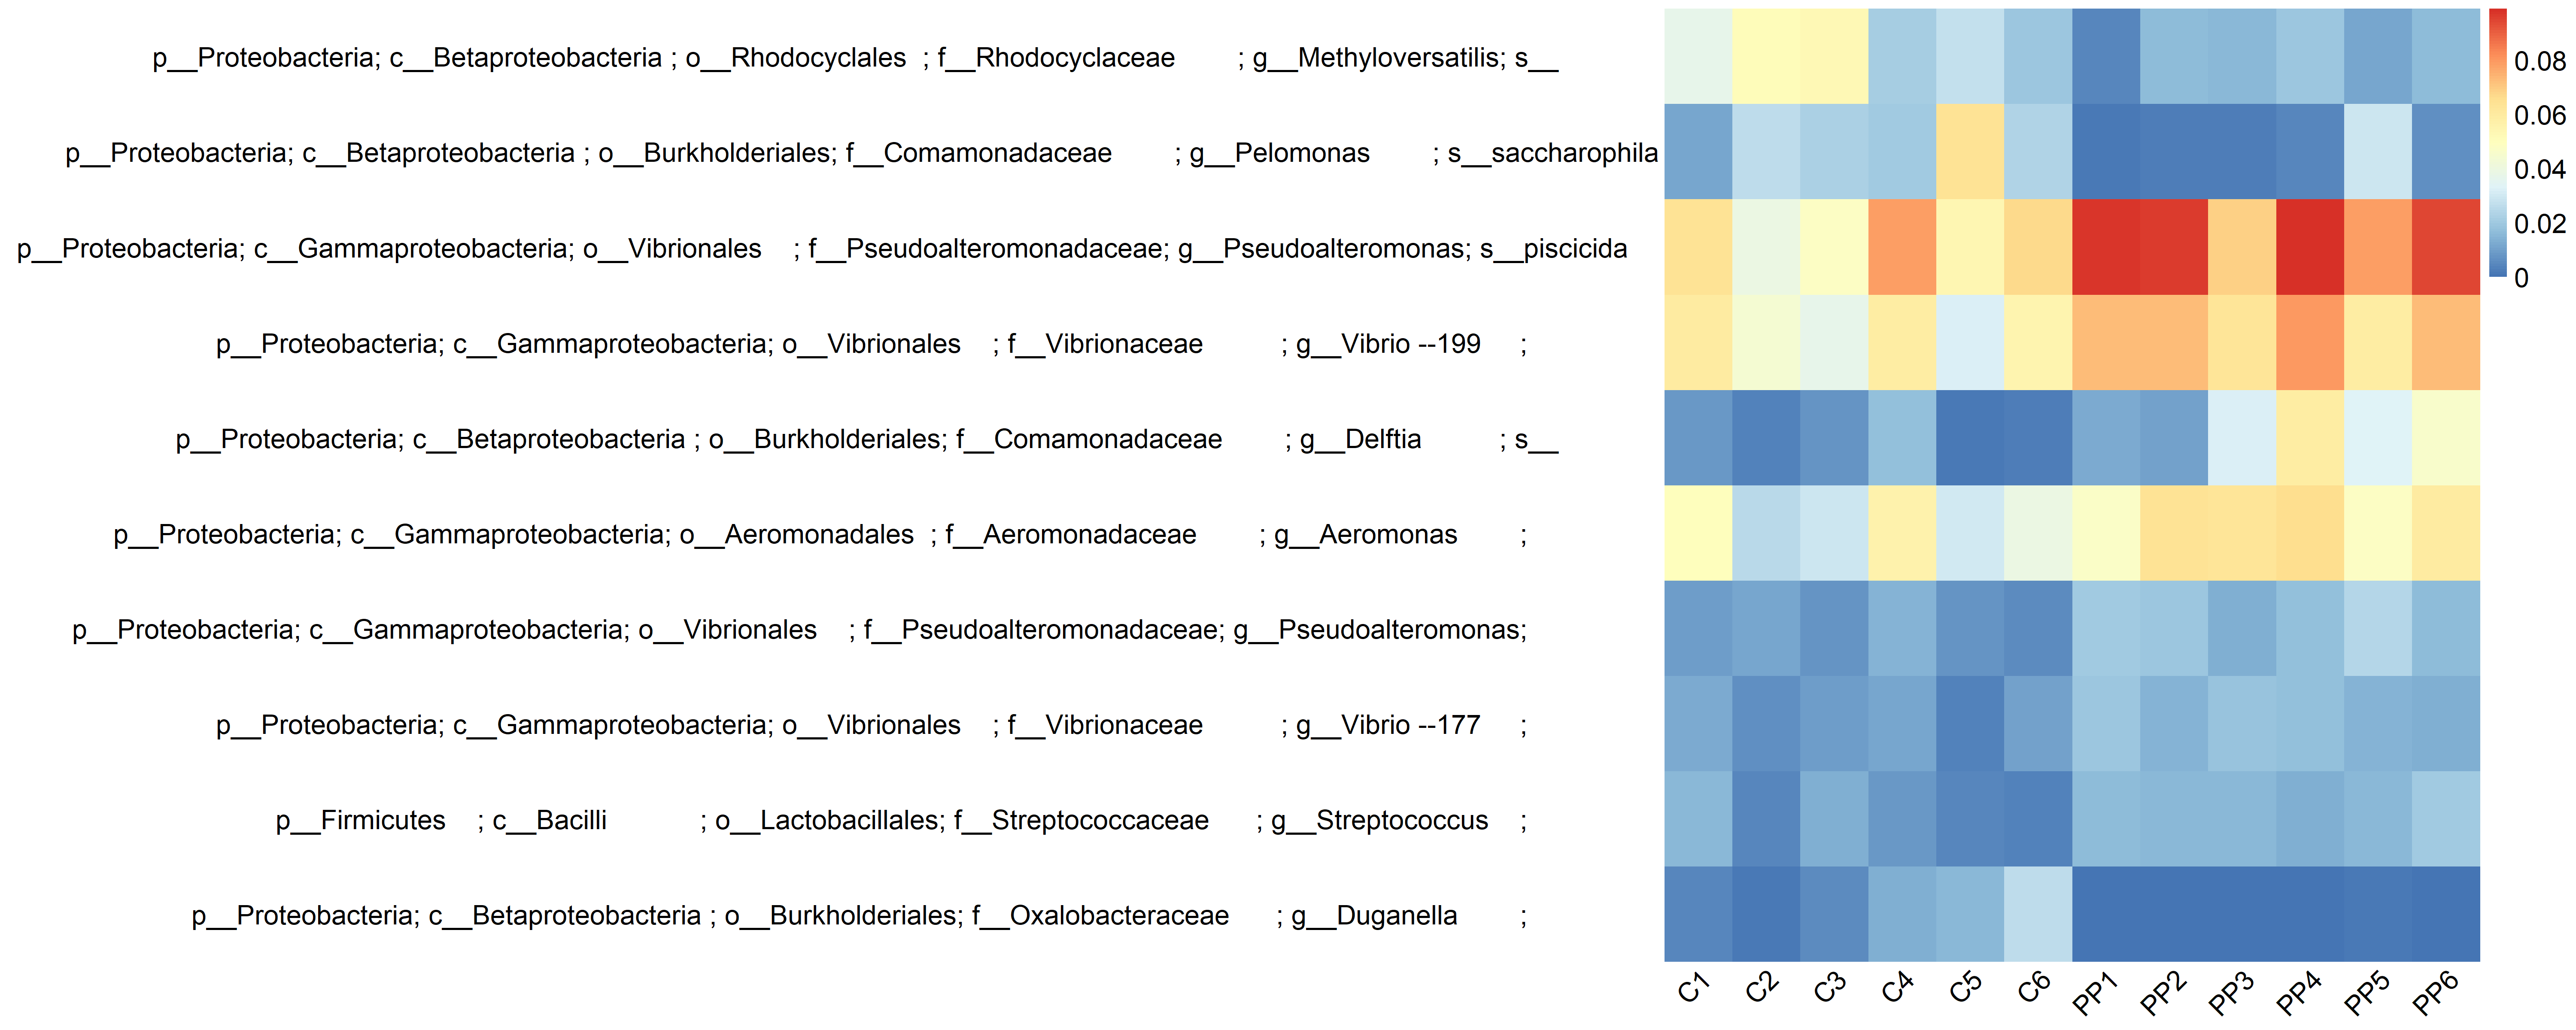 p__Proteobacteria; c__Betaproteobacteria ; o__Rhodocyclales ; f__Rhodocyclaceae ; g__Methyloversatilis; s__
p__Proteobacteria; c__Betaproteobacteria ; o__Burkholderiales; f__Comamonadaceae ; g__Pelomonas ; s__saccharophila
p__Proteobacteria; c__Gammaproteobacteria; o__Vibrionales ; f__Pseudoalteromonadaceae; g__Pseudoalteromonas; s__piscicida
p__Proteobacteria; c__Gammaproteobacteria; o__Vibrionales ; f__Vibrionaceae ; g__Vibrio --199 ;
p__Proteobacteria; c__Betaproteobacteria ; o__Burkholderiales; f__Comamonadaceae ; g__Delftia ; s__
p__Proteobacteria; c__Gammaproteobacteria; o__Aeromonadales ; f__Aeromonadaceae ; g__Aeromonas ;
p__Proteobacteria; c__Gammaproteobacteria; o__Vibrionales ; f__Pseudoalteromonadaceae; g__Pseudoalteromonas;
p__Proteobacteria; c__Gammaproteobacteria; o__Vibrionales ; f__Vibrionaceae ; g__Vibrio --177 ;
p__Firmicutes ; c__Bacilli ; o__Lactobacillales; f__Streptococcaceae ; g__Streptococcus ;
p__Proteobacteria; c__Betaproteobacteria ; o__Burkholderiales; f__Oxalobacteraceae ; g__Duganella ;
C1 C2 C3 C4 C5 C6 PP1 PP2 PP3 PP4 PP5 PP6
0.08
0.06
0.04
0.02
0